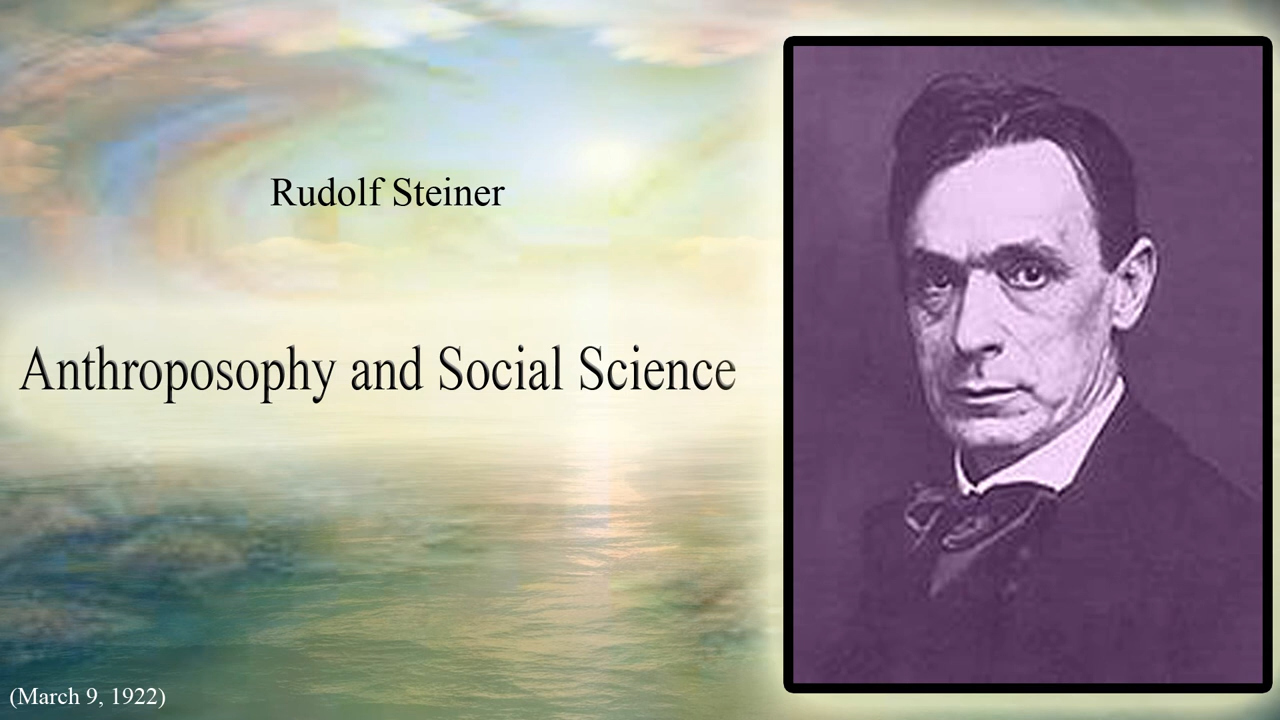 Rudolf Steiner
Anthroposophy and Social Science
(March 9, 1922)